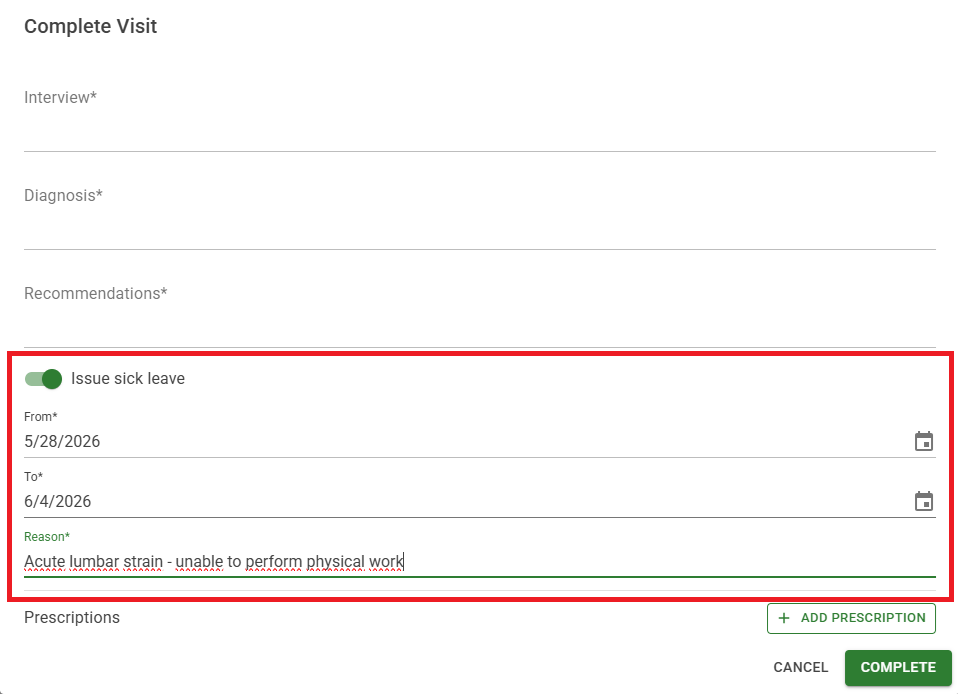 Complete Visit
Interview*
Diagnosis*
Recommendations*
Issue sick leave
From*
5/28/2026
To*
6/4/2026
Reason*
Acute lumbar strain - unable to perform physical work
Prescriptions
+ ADD PRESCRIPTION
CANCEL COMPLETE